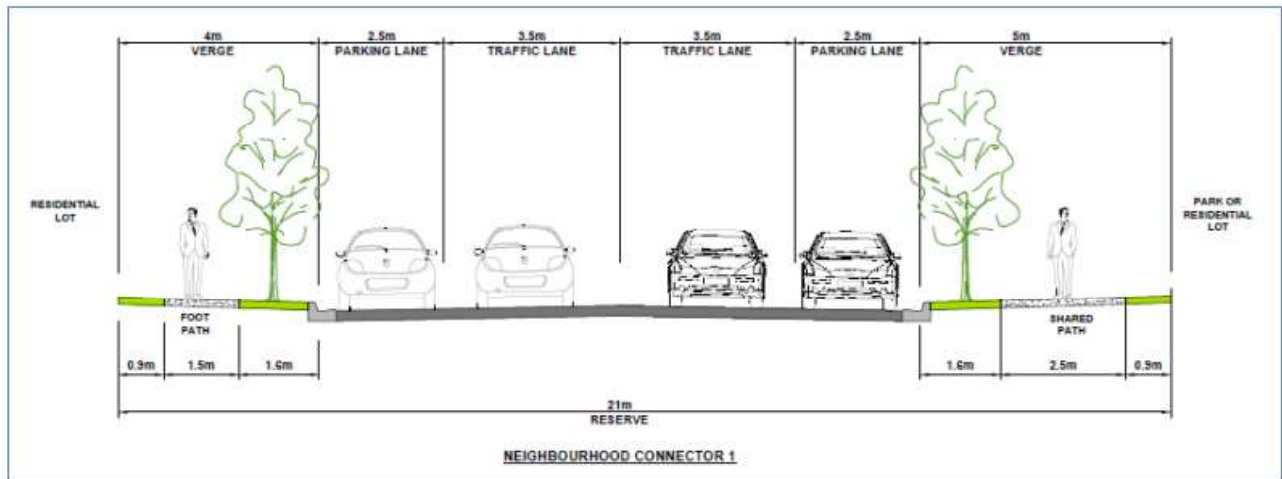 4m
VERGE
2.5m
PARKING LANE
3.5m
TRAFFIC LANE
3.5m
TRAFFIC LANE
2.5m
PARKING LANE
5m
VERGE
RESIDENTIAL
LOT
PARK OR
RESIDENTIAL
LOT
FOOT
PATH
SHARED
PATH
0.9m
1.5m
1.6m
1.6m
2.5m
0.9m
21m
RESERVE
NEIGHBOURHOOD CONNECTOR 1